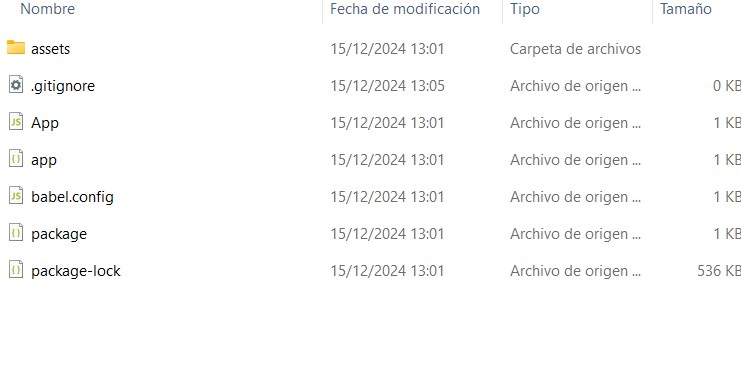 Nombre Fecha de modificación Tipo Tamaño
assets 15/12/2024 13:01 Carpeta de archivos
.gitignore 15/12/2024 13:05 Archivo de origen ... 0 KB
JS App 15/12/2024 13:01 Archivo de origen ... 1 KB
app 15/12/2024 13:01 Archivo de origen ... 1 KB
JS babel.config 15/12/2024 13:01 Archivo de origen ... 1 KB
package 15/12/2024 13:01 Archivo de origen ... 1 KB
package-lock 15/12/2024 13:01 Archivo de origen ... 536 KB